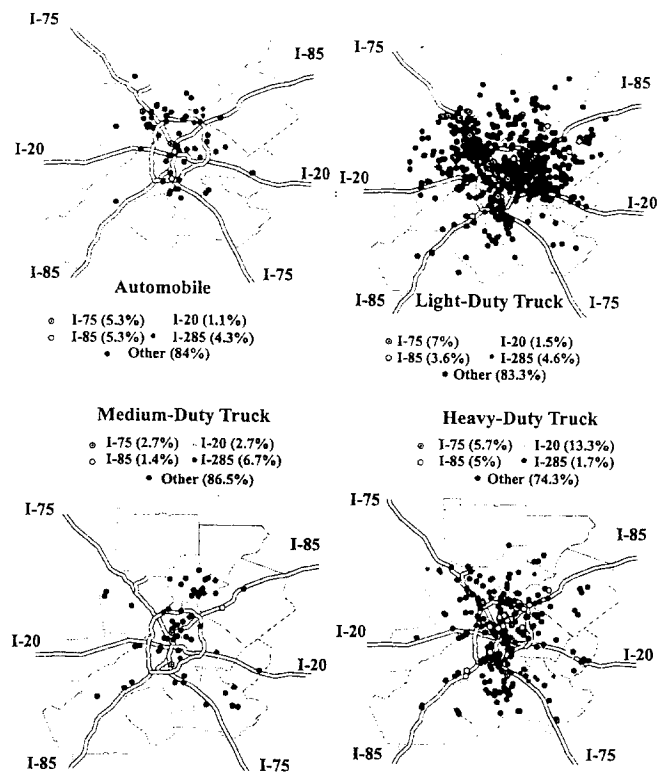 I-75
I-85
I-20
I-20
I-85
I-75
Automobile
I-75 (5.3%) I-20 (1.1%)
I-85 (5.3%) I-285 (4.3%)
Other (84%)
I-75
I-85
I-20
I-20
I-85
I-75
Light-Duty Truck
I-75 (7%) I-20 (1.5%)
I-85 (3.6%) I-285 (4.6%)
Other (83.3%)
Medium-Duty Truck
I-75 (2.7%) I-20 (2.7%)
I-85 (1.4%) I-285 (6.7%)
Other (86.5%)
I-75
I-85
I-20
I-20
I-85
I-75
Heavy-Duty Truck
I-75 (5.7%) I-20 (13.3%)
I-85 (5%) I-285 (1.7%)
Other (74.3%)
I-75
I-85
I-20
I-20
I-85
I-75